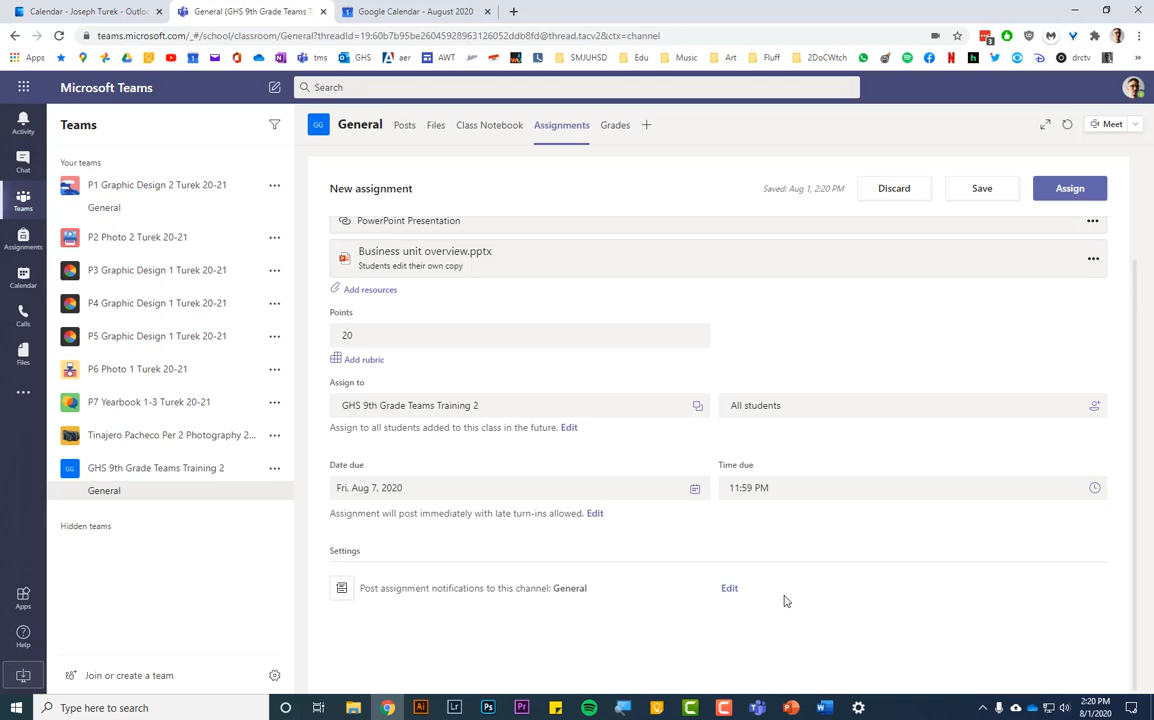 Calendar - Joseph Turek - Outloo
General (GHS 9th Grade Teams T
Google Calendar - August 2020
teams.microsoft.com/_#/school/classroom/General?threadId=19:60b7b95be26045928963126052ddb8fd@thread.tacv2&ctx=channel
Apps
tms
GHS
aer
AWT
SMJUHSD
Edu
Music
Art
Fluff
2DoCWtch
drctv
Microsoft Teams
Search
Activity
Chat
Teams
Assignments
Calendar
Calls
Files
Apps
Help
Teams
Your teams
P1 Graphic Design 2 Turek 20-21
General
P2 Photo 2 Turek 20-21
P3 Graphic Design 1 Turek 20-21
P4 Graphic Design 1 Turek 20-21
P5 Graphic Design 1 Turek 20-21
P6 Photo 1 Turek 20-21
P7 Yearbook 1-3 Turek 20-21
Tinajero Pacheco Per 2 Photography 2...
GG GHS 9th Grade Teams Training 2
General
Hidden teams
Join or create a team
GG General Posts Files Class Notebook Assignments Grades
Meet
New assignment
Saved: Aug 1, 2:20 PM
Discard
Save
Assign
PowerPoint Presentation
Business unit overview.pptx
Students edit their own copy
Add resources
Points
20
Add rubric
Assign to
GHS 9th Grade Teams Training 2
All students
Assign to all students added to this class in the future. Edit
Date due
Time due
Fri, Aug 7, 2020
11:59 PM
Assignment will post immediately with late turn-ins allowed. Edit
Settings
Post assignment notifications to this channel: General
Edit
Type here to search
2:20 PM
8/1/2020